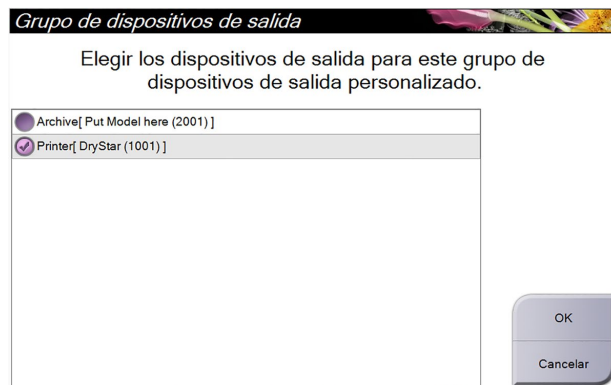 Grupo de dispositivos de salida
Elegir los dispositivos de salida para este grupo de
dispositivos de salida personalizado.
Archive[ Put Model here (2001) ]
Printer[ DryStar (1001) ]
OK
Cancelar